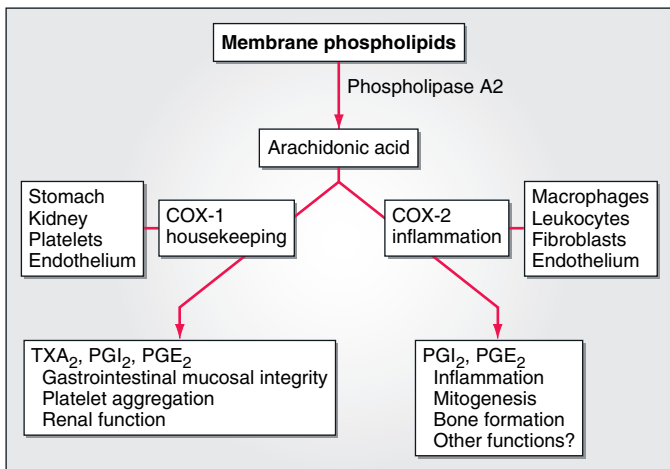 Membrane phospholipids
Phospholipase A2
Arachidonic acid
Stomach
Kidney
Platelets
Endothelium
COX-1
housekeeping
COX-2
inflammation
Macrophages
Leukocytes
Fibroblasts
Endothelium
TXA₂, PGI₂, PGE₂
Gastrointestinal mucosal integrity
Platelet aggregation
Renal function
PGI₂, PGE₂
Inflammation
Mitogenesis
Bone formation
Other functions?